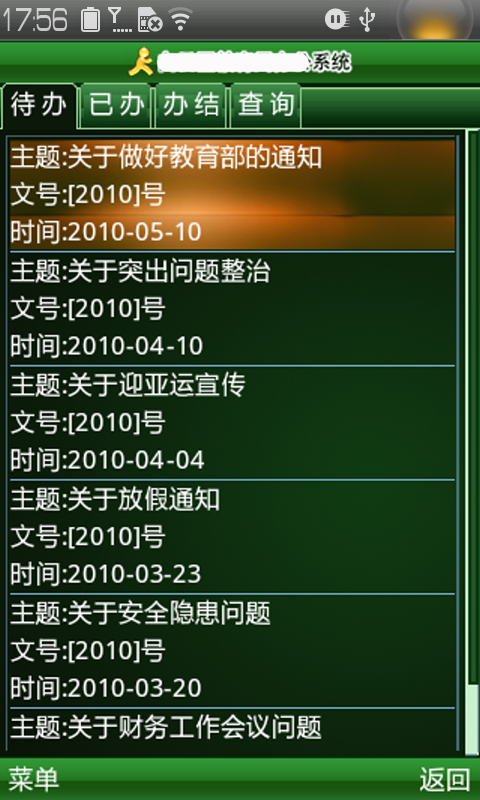 17:56
系统
待办 已办 办结 查询
主题:关于做好教育部的通知
文号:[2010]号
时间:2010-05-10
主题:关于突出问题整治
文号:[2010]号
时间:2010-04-10
主题:关于迎亚运宣传
文号:[2010]号
时间:2010-04-04
主题:关于放假通知
文号:[2010]号
时间:2010-03-23
主题:关于安全隐患问题
文号:[2010]号
时间:2010-03-20
主题:关于财务工作会议问题
菜单 返回